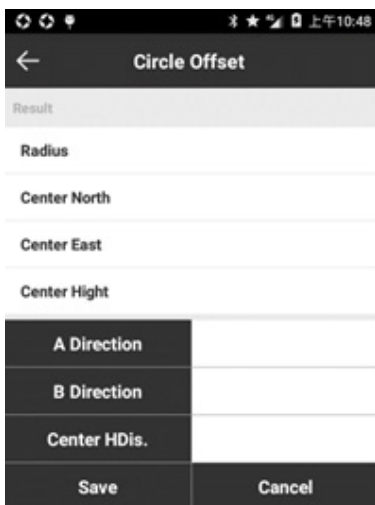 上午10:48
Circle Offset
Result
Radius
Center North
Center East
Center Hight
A Direction
B Direction
Center HDis.
Save Cancel